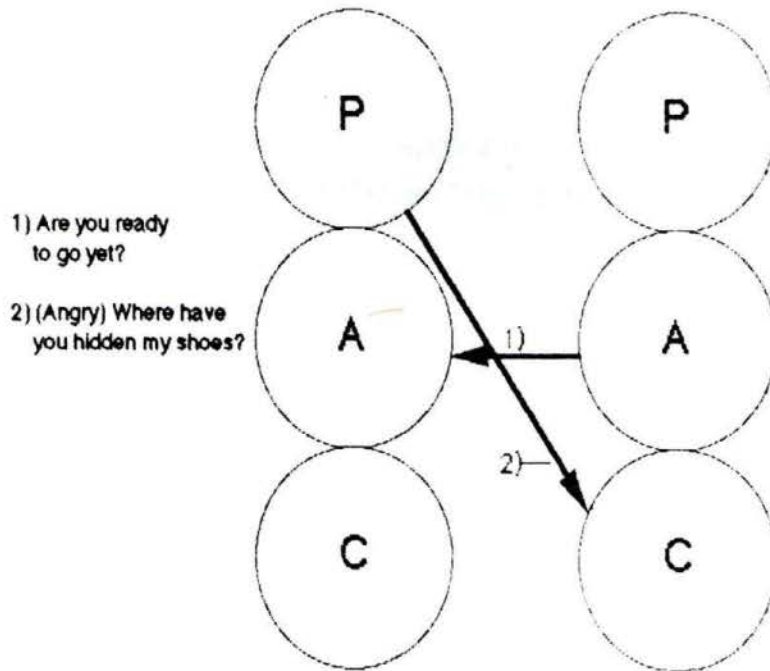 P P
1) Are you ready
to go yet?
2) (Angry) Where have
you hidden my shoes?
A 1) A
2)
C C